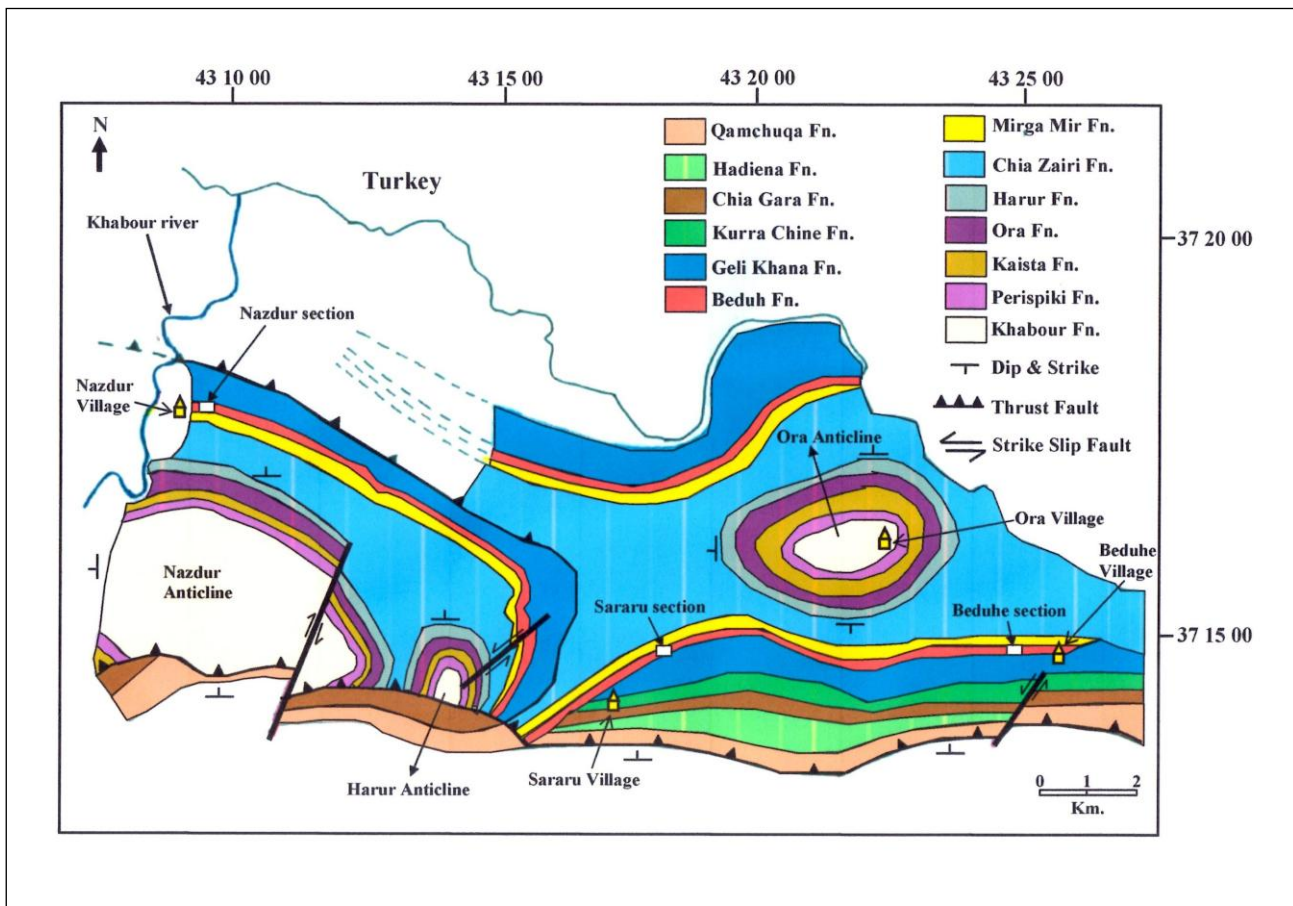 43 10 00
43 15 00
43 20 00
43 25 00
N
Turkey
Khabour river
Nazdur section
Nazdur
Village
Qamchuqa Fn.
Hadiena Fn.
Chia Gara Fn.
Kurra Chine Fn.
Geli Khana Fn.
Beduh Fn.
Mirga Mir Fn.
Chia Zairi Fn.
Harur Fn.
Ora Fn.
Kaista Fn.
Perispiki Fn.
Khabour Fn.
Dip & Strike
Thrust Fault
Strike Slip Fault
37 20 00
Ora Anticline
Ora Village
Beduhe
Village
Nazdur
Anticline
Sararu section
Beduhe section
37 15 00
Harur Anticline
Sararu Village
0 1 2
Km.